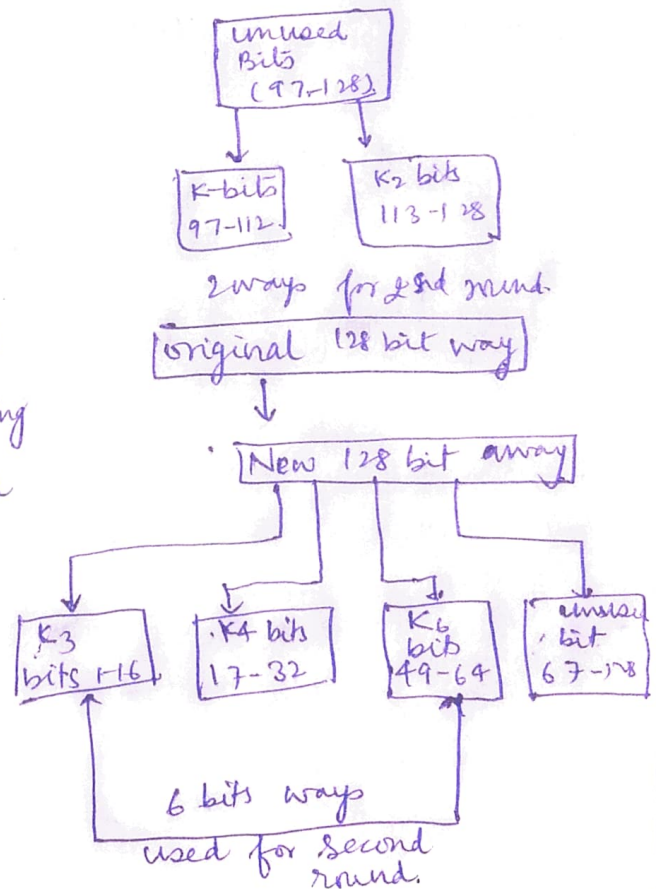 unused
Bits
(97-128)
K-bits
97-112
K2 bits
113-128
2 ways for 2nd round.
original 128 bit way
ng
New 128 bit away
K3
bits 1-16
K4 bits
17-32
K6
bits
49-64
unused
bit
67-128
6 bits ways
used for second
round.